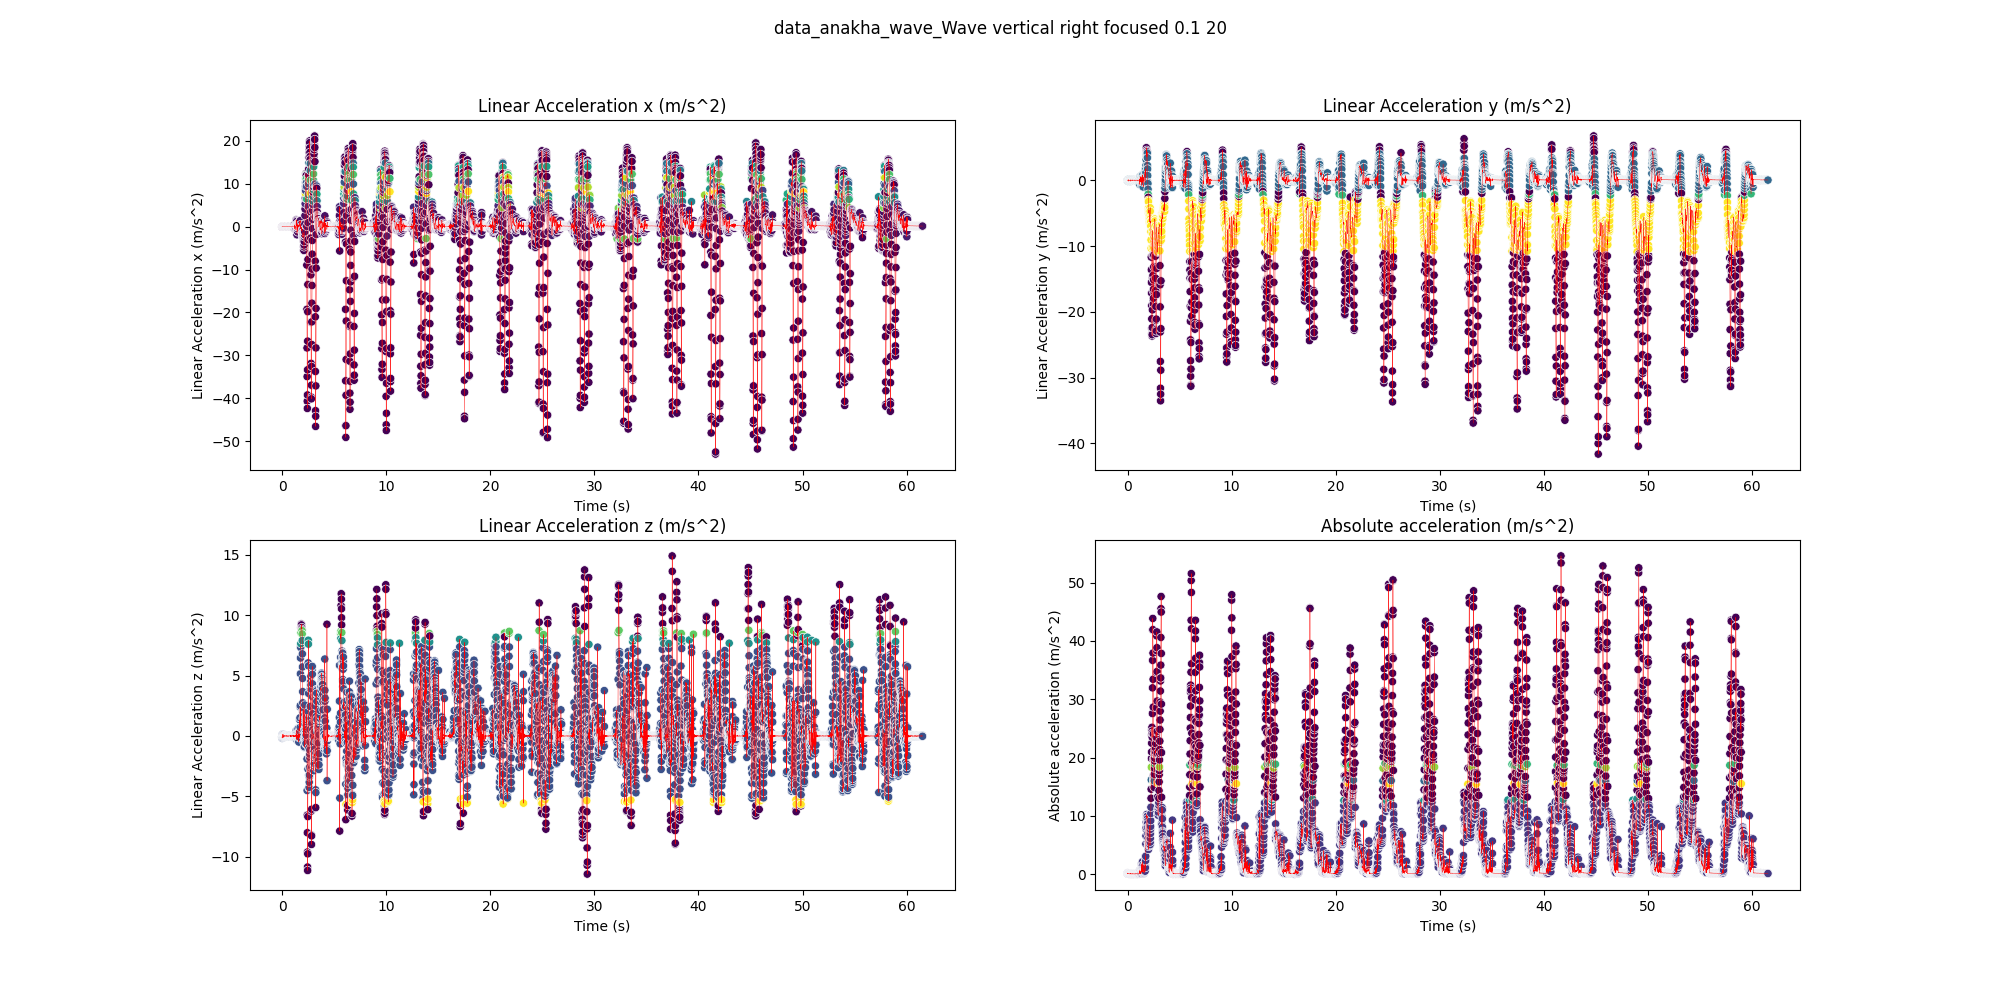 data_anakha_wave_Wave vertical right focused 0.1 20
Linear Acceleration x (m/s^2)
Linear Acceleration x (m/s^2)
20
10
0
−10
−20
−30
−40
−50
0 10 20 30 40 50 60
Time (s)
Linear Acceleration y (m/s^2)
Linear Acceleration y (m/s^2)
0
−10
−20
−30
−40
0 10 20 30 40 50 60
Time (s)
Linear Acceleration z (m/s^2)
Linear Acceleration z (m/s^2)
15
10
5
0
−5
−10
0 10 20 30 40 50 60
Time (s)
Absolute acceleration (m/s^2)
Absolute acceleration (m/s^2)
50
40
30
20
10
0
0 10 20 30 40 50 60
Time (s)